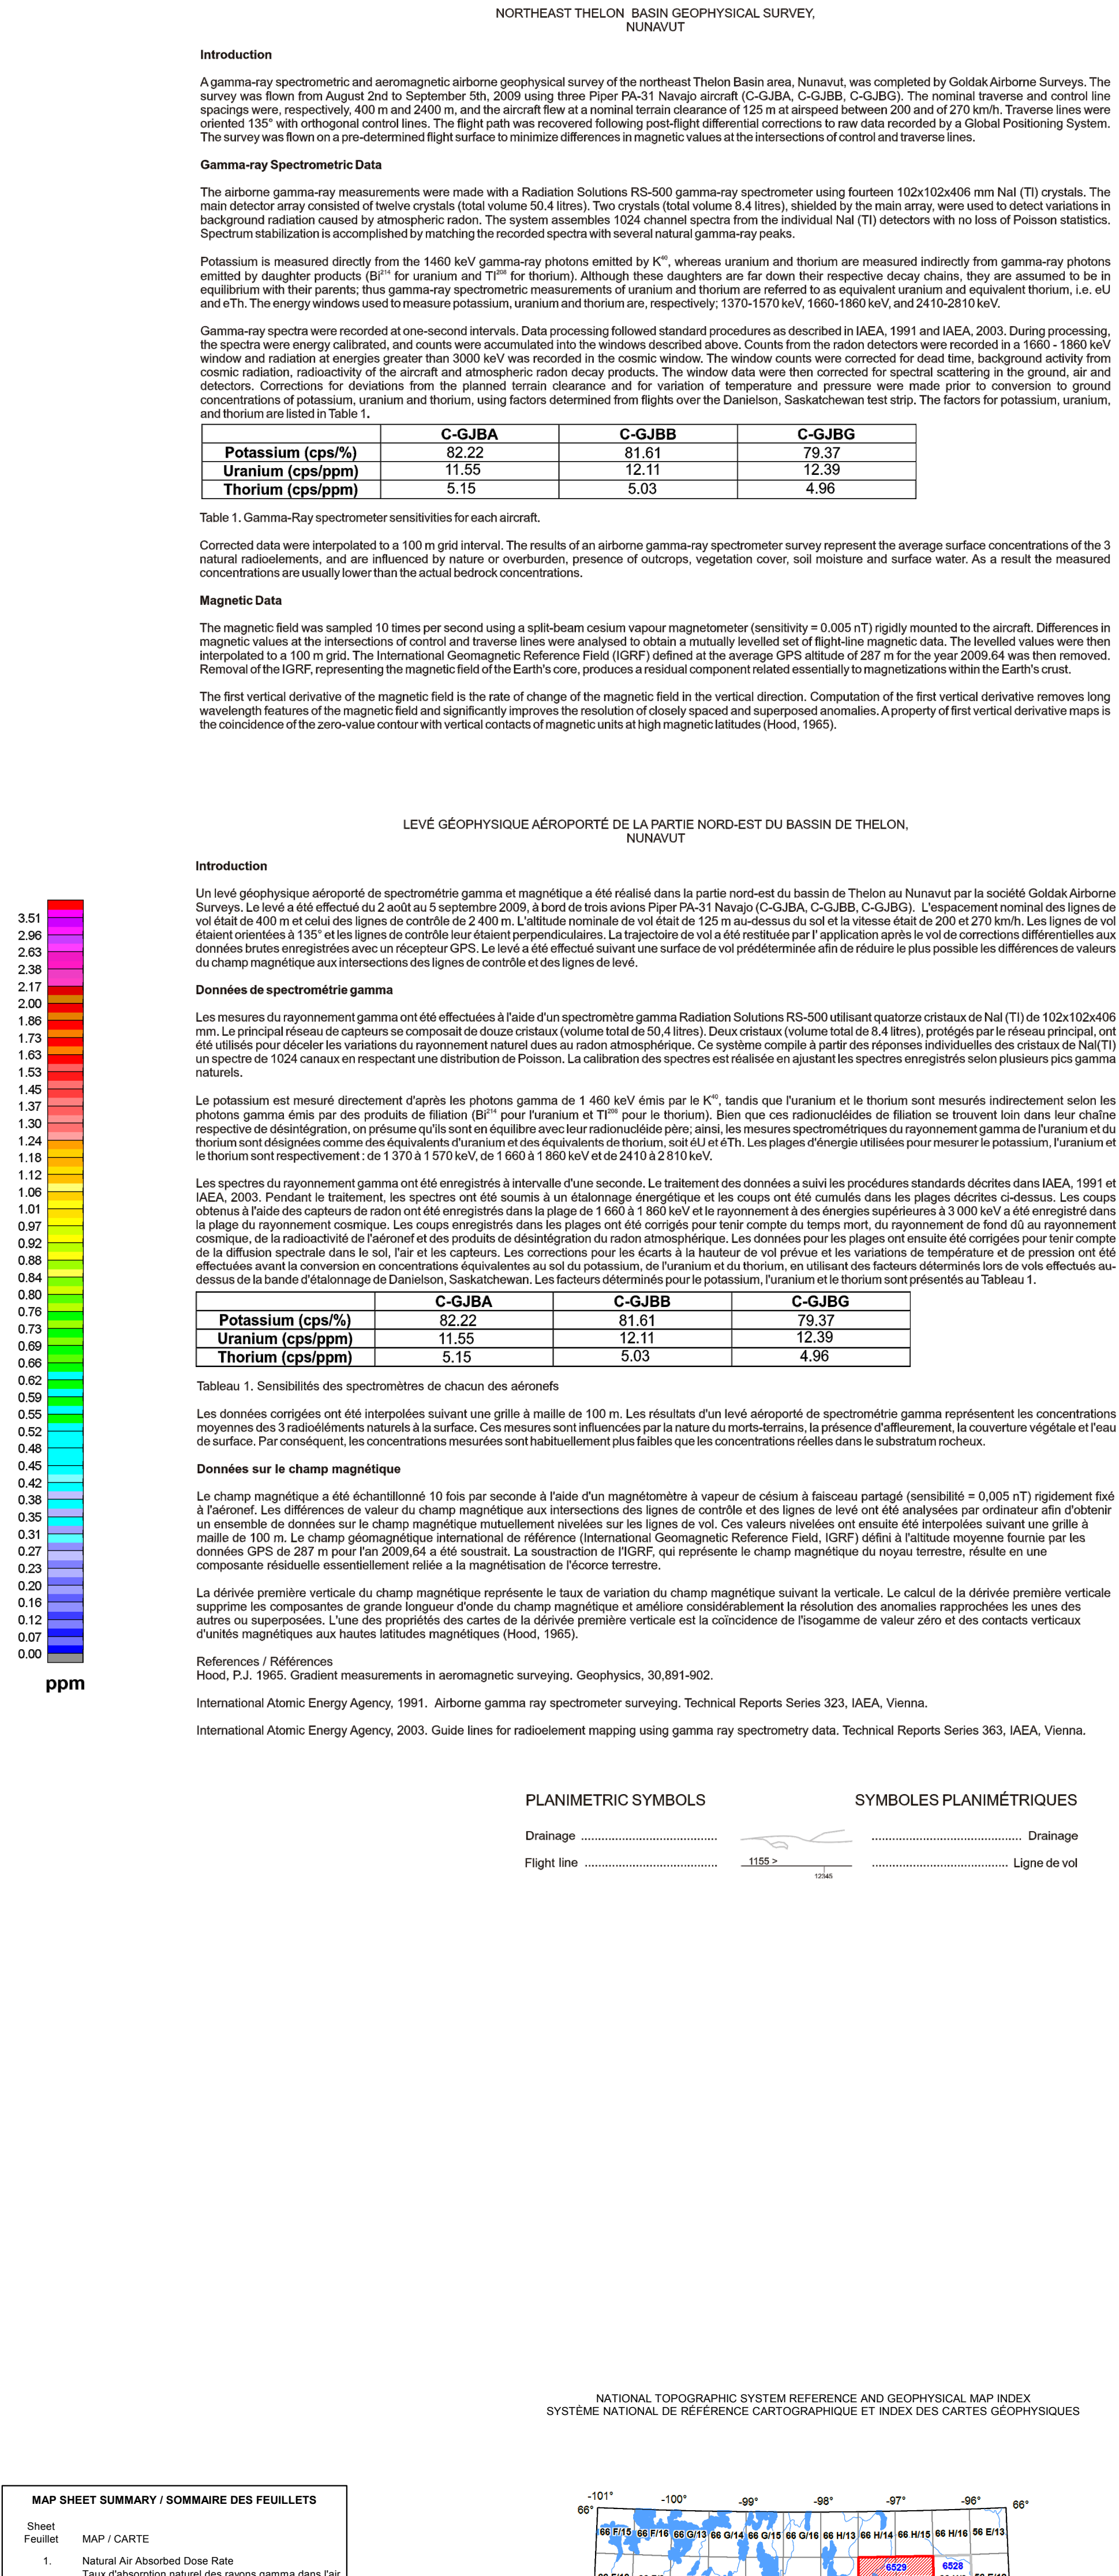 NORTHEAST THELON BASIN GEOPHYSICAL SURVEY,
NUNAVUT
Introduction
A gamma-ray spectrometric and aeromagnetic airborne geophysical survey of the northeast Thelon Basin area, Nunavut, was completed by Goldak Airborne Surveys. The
survey was flown from August 2nd to September 5th, 2009 using three Piper PA-31 Navajo aircraft (C-GJBA, C-GJBB, C-GJBG). The nominal traverse and control line
spacings were, respectively, 400 m and 2400 m, and the aircraft flew at a nominal terrain clearance of 125 m at airspeed between 200 and of 270 km/h. Traverse lines were
oriented 135° with orthogonal control lines. The flight path was recovered following post-flight differential corrections to raw data recorded by a Global Positioning System.
The survey was flown on a pre-determined flight surface to minimize differences in magnetic values at the intersections of control and traverse lines.
Gamma-ray Spectrometric Data
The airborne gamma-ray measurements were made with a Radiation Solutions RS-500 gamma-ray spectrometer using fourteen 102x102x406 mm NaI (Tl) crystals. The
main detector array consisted of twelve crystals (total volume 50.4 litres). Two crystals (total volume 8.4 litres), shielded by the main array, were used to detect variations in
background radiation caused by atmospheric radon. The system assembles 1024 channel spectra from the individual NaI (Tl) detectors with no loss of Poisson statistics.
Spectrum stabilization is accomplished by matching the recorded spectra with several natural gamma-ray peaks.
Potassium is measured directly from the 1460 keV gamma-ray photons emitted by K⁴⁰, whereas uranium and thorium are measured indirectly from gamma-ray photons
emitted by daughter products (Bi²¹⁴ for uranium and Tl²⁰⁸ for thorium). Although these daughters are far down their respective decay chains, they are assumed to be in
equilibrium with their parents; thus gamma-ray spectrometric measurements of uranium and thorium are referred to as equivalent uranium and equivalent thorium, i.e. eU
and eTh. The energy windows used to measure potassium, uranium and thorium are, respectively; 1370-1570 keV, 1660-1860 keV, and 2410-2810 keV.
Gamma-ray spectra were recorded at one-second intervals. Data processing followed standard procedures as described in IAEA, 1991 and IAEA, 2003. During processing,
the spectra were energy calibrated, and counts were accumulated into the windows described above. Counts from the radon detectors were recorded in a 1660 - 1860 keV
window and radiation at energies greater than 3000 keV was recorded in the cosmic window. The window counts were corrected for dead time, background activity from
cosmic radiation, radioactivity of the aircraft and atmospheric radon decay products. The window data were then corrected for spectral scattering in the ground, air and
detectors. Corrections for deviations from the planned terrain clearance and for variation of temperature and pressure were made prior to conversion to ground
concentrations of potassium, uranium and thorium, using factors determined from flights over the Danielson, Saskatchewan test strip. The factors for potassium, uranium,
and thorium are listed in Table 1.
C-GJBA C-GJBB C-GJBG
Potassium (cps/%) 82.22 81.61 79.37
Uranium (cps/ppm) 11.55 12.11 12.39
Thorium (cps/ppm) 5.15 5.03 4.96
Table 1. Gamma-Ray spectrometer sensitivities for each aircraft.
Corrected data were interpolated to a 100 m grid interval. The results of an airborne gamma-ray spectrometer survey represent the average surface concentrations of the 3
natural radioelements, and are influenced by nature or overburden, presence of outcrops, vegetation cover, soil moisture and surface water. As a result the measured
concentrations are usually lower than the actual bedrock concentrations.
Magnetic Data
The magnetic field was sampled 10 times per second using a split-beam cesium vapour magnetometer (sensitivity = 0.005 nT) rigidly mounted to the aircraft. Differences in
magnetic values at the intersections of control and traverse lines were analysed to obtain a mutually levelled set of flight-line magnetic data. The levelled values were then
interpolated to a 100 m grid. The International Geomagnetic Reference Field (IGRF) defined at the average GPS altitude of 287 m for the year 2009.64 was then removed.
Removal of the IGRF, representing the magnetic field of the Earth's core, produces a residual component related essentially to magnetizations within the Earth's crust.
The first vertical derivative of the magnetic field is the rate of change of the magnetic field in the vertical direction. Computation of the first vertical derivative removes long
wavelength features of the magnetic field and significantly improves the resolution of closely spaced and superposed anomalies. A property of first vertical derivative maps is
the coincidence of the zero-value contour with vertical contacts of magnetic units at high magnetic latitudes (Hood, 1965).
LEVÉ GÉOPHYSIQUE AÉROPORTÉ DE LA PARTIE NORD-EST DU BASSIN DE THELON,
NUNAVUT
Introduction
Un levé géophysique aéroporté de spectrométrie gamma et magnétique a été réalisé dans la partie nord-est du bassin de Thelon au Nunavut par la société Goldak Airborne
Surveys. Le levé a été effectué du 2 août au 5 septembre 2009, à bord de trois avions Piper PA-31 Navajo (C-GJBA, C-GJBB, C-GJBG). L'espacement nominal des lignes de
vol était de 400 m et celui des lignes de contrôle de 2 400 m. L'altitude nominale de vol était de 125 m au-dessus du sol et la vitesse était de 200 et 270 km/h. Les lignes de vol
étaient orientées à 135° et les lignes de contrôle leur étaient perpendiculaires. La trajectoire de vol a été restituée par l' application après le vol de corrections différentielles aux
données brutes enregistrées avec un récepteur GPS. Le levé a été effectué suivant une surface de vol prédéterminée afin de réduire le plus possible les différences de valeurs
du champ magnétique aux intersections des lignes de contrôle et des lignes de levé.
Données de spectrométrie gamma
Les mesures du rayonnement gamma ont été effectuées à l'aide d'un spectromètre gamma Radiation Solutions RS-500 utilisant quatorze cristaux de NaI (Tl) de 102x102x406
mm. Le principal réseau de capteurs se composait de douze cristaux (volume total de 50,4 litres). Deux cristaux (volume total de 8.4 litres), protégés par le réseau principal, ont
été utilisés pour déceler les variations du rayonnement naturel dues au radon atmosphérique. Ce système compile à partir des réponses individuelles des cristaux de NaI(Tl)
un spectre de 1024 canaux en respectant une distribution de Poisson. La calibration des spectres est réalisée en ajustant les spectres enregistrés selon plusieurs pics gamma
naturels.
Le potassium est mesuré directement d'après les photons gamma de 1 460 keV émis par le K⁴⁰, tandis que l'uranium et le thorium sont mesurés indirectement selon les
photons gamma émis par des produits de filiation (Bi²¹⁴ pour l'uranium et Tl²⁰⁸ pour le thorium). Bien que ces radionucléides de filiation se trouvent loin dans leur chaîne
respective de désintégration, on présume qu'ils sont en équilibre avec leur radionucléide père; ainsi, les mesures spectrométriques du rayonnement gamma de l'uranium et du
thorium sont désignées comme des équivalents d'uranium et des équivalents de thorium, soit éU et éTh. Les plages d'énergie utilisées pour mesurer le potassium, l'uranium et
le thorium sont respectivement : de 1 370 à 1 570 keV, de 1 660 à 1 860 keV et de 2410 à 2 810 keV.
Les spectres du rayonnement gamma ont été enregistrés à intervalle d'une seconde. Le traitement des données a suivi les procédures standards décrites dans IAEA, 1991 et
IAEA, 2003. Pendant le traitement, les spectres ont été soumis à un étalonnage énergétique et les coups ont été cumulés dans les plages décrites ci-dessus. Les coups
obtenus à l'aide des capteurs de radon ont été enregistrés dans la plage de 1 660 à 1 860 keV et le rayonnement à des énergies supérieures à 3 000 keV a été enregistré dans
la plage du rayonnement cosmique. Les coups enregistrés dans les plages ont été corrigés pour tenir compte du temps mort, du rayonnement de fond dû au rayonnement
cosmique, de la radioactivité de l'aéronef et des produits de désintégration du radon atmosphérique. Les données pour les plages ont ensuite été corrigées pour tenir compte
de la diffusion spectrale dans le sol, l'air et les capteurs. Les corrections pour les écarts à la hauteur de vol prévue et les variations de température et de pression ont été
effectuées avant la conversion en concentrations équivalentes au sol du potassium, de l'uranium et du thorium, en utilisant des facteurs déterminés lors de vols effectués au-
dessus de la bande d'étalonnage de Danielson, Saskatchewan. Les facteurs déterminés pour le potassium, l'uranium et le thorium sont présentés au Tableau 1.
C-GJBA C-GJBB C-GJBG
Potassium (cps/%) 82.22 81.61 79.37
Uranium (cps/ppm) 11.55 12.11 12.39
Thorium (cps/ppm) 5.15 5.03 4.96
Tableau 1. Sensibilités des spectromètres de chacun des aéronefs
Les données corrigées ont été interpolées suivant une grille à maille de 100 m. Les résultats d'un levé aéroporté de spectrométrie gamma représentent les concentrations
moyennes des 3 radioéléments naturels à la surface. Ces mesures sont influencées par la nature du morts-terrains, la présence d'affleurement, la couverture végétale et l'eau
de surface. Par conséquent, les concentrations mesurées sont habituellement plus faibles que les concentrations réelles dans le substratum rocheux.
Données sur le champ magnétique
Le champ magnétique a été échantillonné 10 fois par seconde à l'aide d'un magnétomètre à vapeur de césium à faisceau partagé (sensibilité = 0,005 nT) rigidement fixé
à l'aéronef. Les différences de valeur du champ magnétique aux intersections des lignes de contrôle et des lignes de levé ont été analysées par ordinateur afin d'obtenir
un ensemble de données sur le champ magnétique mutuellement nivelées sur les lignes de vol. Ces valeurs nivelées ont ensuite été interpolées suivant une grille à
maille de 100 m. Le champ géomagnétique international de référence (International Geomagnetic Reference Field, IGRF) défini à l'altitude moyenne fournie par les
données GPS de 287 m pour l'an 2009,64 a été soustrait. La soustraction de l'IGRF, qui représente le champ magnétique du noyau terrestre, résulte en une
composante résiduelle essentiellement reliée a la magnétisation de l'écorce terrestre.
La dérivée première verticale du champ magnétique représente le taux de variation du champ magnétique suivant la verticale. Le calcul de la dérivée première verticale
supprime les composantes de grande longueur d'onde du champ magnétique et améliore considérablement la résolution des anomalies rapprochées les unes des
autres ou superposées. L'une des propriétés des cartes de la dérivée première verticale est la coïncidence de l'isogamme de valeur zéro et des contacts verticaux
d'unités magnétiques aux hautes latitudes magnétiques (Hood, 1965).
References / Références
Hood, P.J. 1965. Gradient measurements in aeromagnetic surveying. Geophysics, 30,891-902.
International Atomic Energy Agency, 1991. Airborne gamma ray spectrometer surveying. Technical Reports Series 323, IAEA, Vienna.
International Atomic Energy Agency, 2003. Guide lines for radioelement mapping using gamma ray spectrometry data. Technical Reports Series 363, IAEA, Vienna.
3.51
2.96
2.63
2.38
2.17
2.00
1.86
1.73
1.63
1.53
1.45
1.37
1.30
1.24
1.18
1.12
1.06
1.01
0.97
0.92
0.88
0.84
0.80
0.76
0.73
0.69
0.66
0.62
0.59
0.55
0.52
0.48
0.45
0.42
0.38
0.35
0.31
0.27
0.23
0.20
0.16
0.12
0.07
0.00
ppm
PLANIMETRIC SYMBOLS SYMBOLES PLANIMÉTRIQUES
Drainage ........................................ ........................................ Drainage
Flight line ........................................ 1155 > ........................................ Ligne de vol
12345
NATIONAL TOPOGRAPHIC SYSTEM REFERENCE AND GEOPHYSICAL MAP INDEX
SYSTÈME NATIONAL DE RÉFÉRENCE CARTOGRAPHIQUE ET INDEX DES CARTES GÉOPHYSIQUES
MAP SHEET SUMMARY / SOMMAIRE DES FEUILLETS
Sheet
Feuillet MAP / CARTE
1. Natural Air Absorbed Dose Rate
Taux d'absorption naturel des rayons gamma dans l'air
-101° -100° -99° -98° -97° -96°
66° 66°
66 F/15 66 F/16 66 G/13 66 G/14 66 G/15 66 G/16 66 H/13 66 H/14 66 H/15 66 H/16 56 E/13
6529 6528